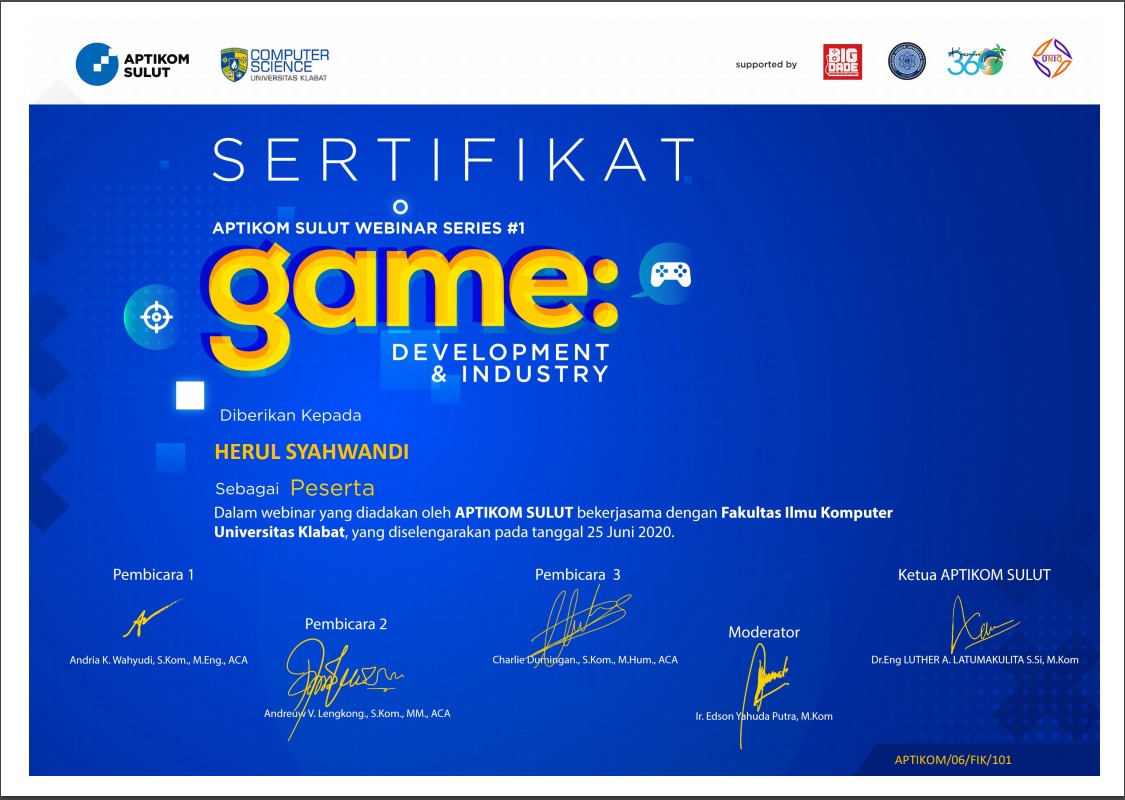 APTIKOM
SULUT
COMPUTER
SCIENCE
UNIVERSITAS KLABAT
supported by
BIG
DADE
360
UNTO
SERTIFIKAT
APTIKOM SULUT WEBINAR SERIES #1
game:
DEVELOPMENT
& INDUSTRY
Diberikan Kepada
HERUL SYAHWANDI
Sebagai Peserta
Dalam webinar yang diadakan oleh APTIKOM SULUT bekerjasama dengan Fakultas Ilmu Komputer
Universitas Klabat, yang diselengarakan pada tanggal 25 Juni 2020.
Pembicara 1
Andria K. Wahyudi, S.Kom., M.Eng., ACA
Pembicara 2
Andreuw V. Lengkong., S.Kom., MM., ACA
Pembicara 3
Charlie Dumingan., S.Kom., M.Hum., ACA
Moderator
Ir. Edson Yahuda Putra, M.Kom
Ketua APTIKOM SULUT
Dr.Eng LUTHER A. LATUMAKULITA S.Si, M.Kom
APTIKOM/06/FIK/101